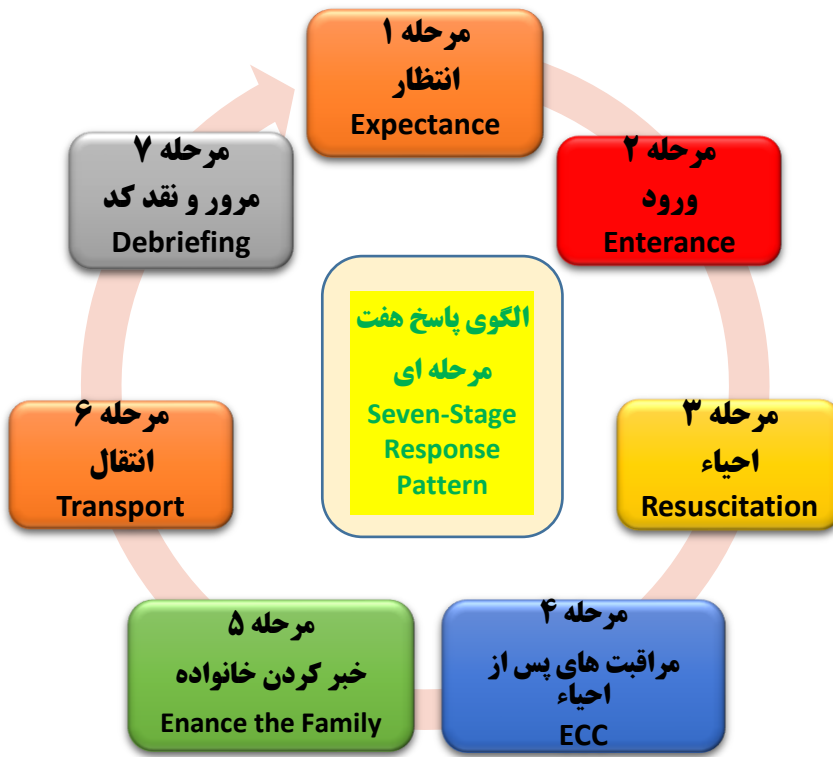 مرحله ۱
انتظار
Expectance
مرحله ۲
ورود
Enterance
مرحله ۳
احیاء
Resuscitation
مرحله ۴
مراقبت های پس از
احیاء
ECC
مرحله ۵
خبر کردن خانواده
Enance the Family
مرحله ۶
انتقال
Transport
مرحله ۷
مرور و نقد کد
Debriefing
الگوی پاسخ هفت
مرحله ای
Seven-Stage
Response
Pattern